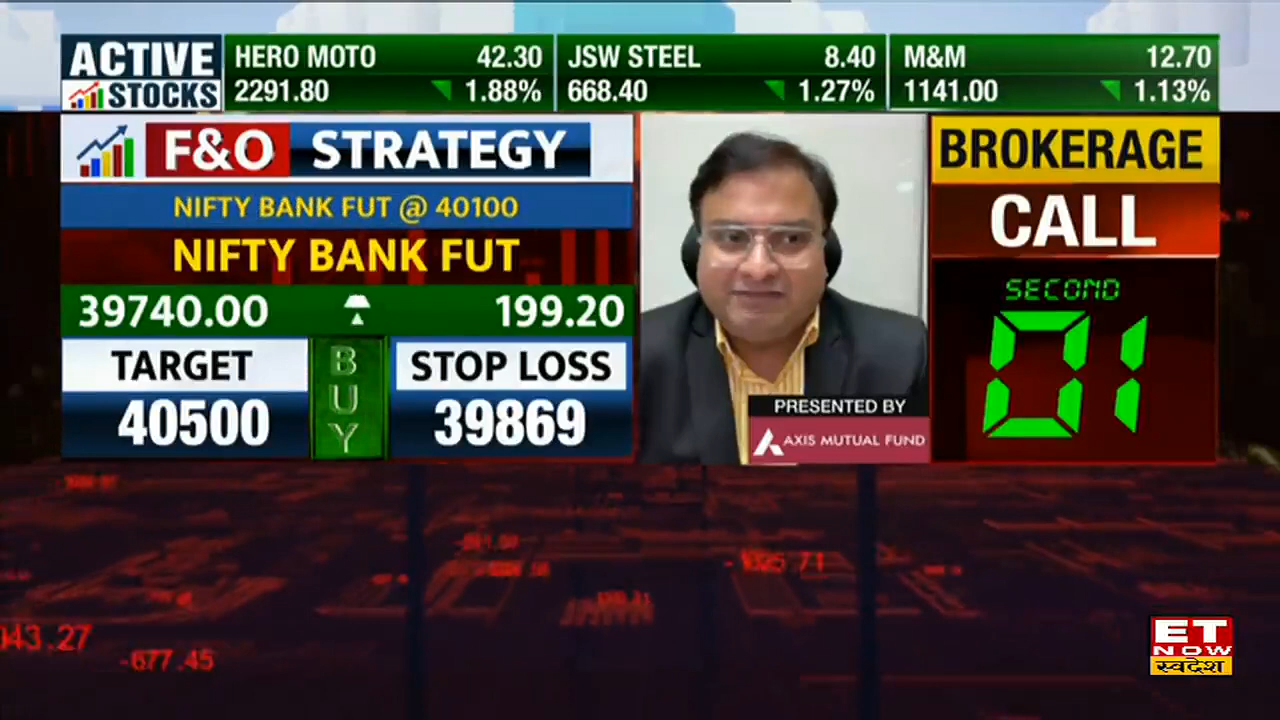 ACTIVE STOCKS
HERO MOTO 42.30
2291.80 1.88%
JSW STEEL 8.40
668.40 1.27%
M&M 12.70
1141.00 1.13%
F&O STRATEGY
NIFTY BANK FUT @ 40100
NIFTY BANK FUT
39740.00 199.20
TARGET
40500
BUY
STOP LOSS
39869
PRESENTED BY
AXIS MUTUAL FUND
BROKERAGE
CALL
SECOND
01
-677.45
ET
NOW
स्वदेश